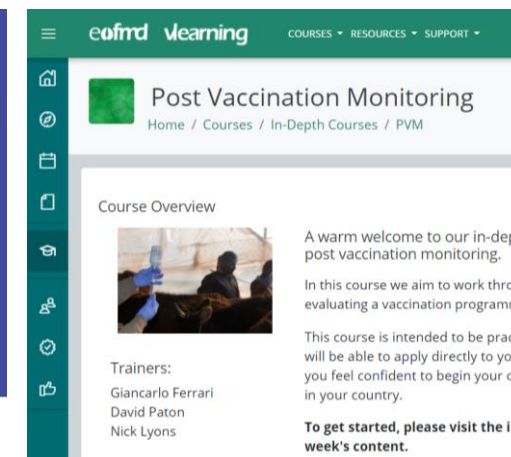 eofmd vlearning
COURSES RESOURCES SUPPORT
Post Vaccination Monitoring
Home / Courses / In-Depth Courses / PVM
Course Overview
A warm welcome to our in-dep
post vaccination monitoring.
In this course we aim to work thro
evaluating a vaccination programm
This course is intended to be prac
will be able to apply directly to yo
you feel confident to begin your o
in your country.
To get started, please visit the i
week's content.
Trainers:
Giancarlo Ferrari
David Paton
Nick Lyons